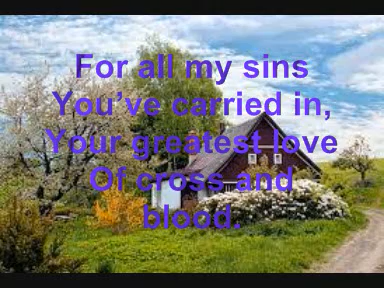 For all my sins
You've carried in,
Your greatest love
Of cross and
blood.